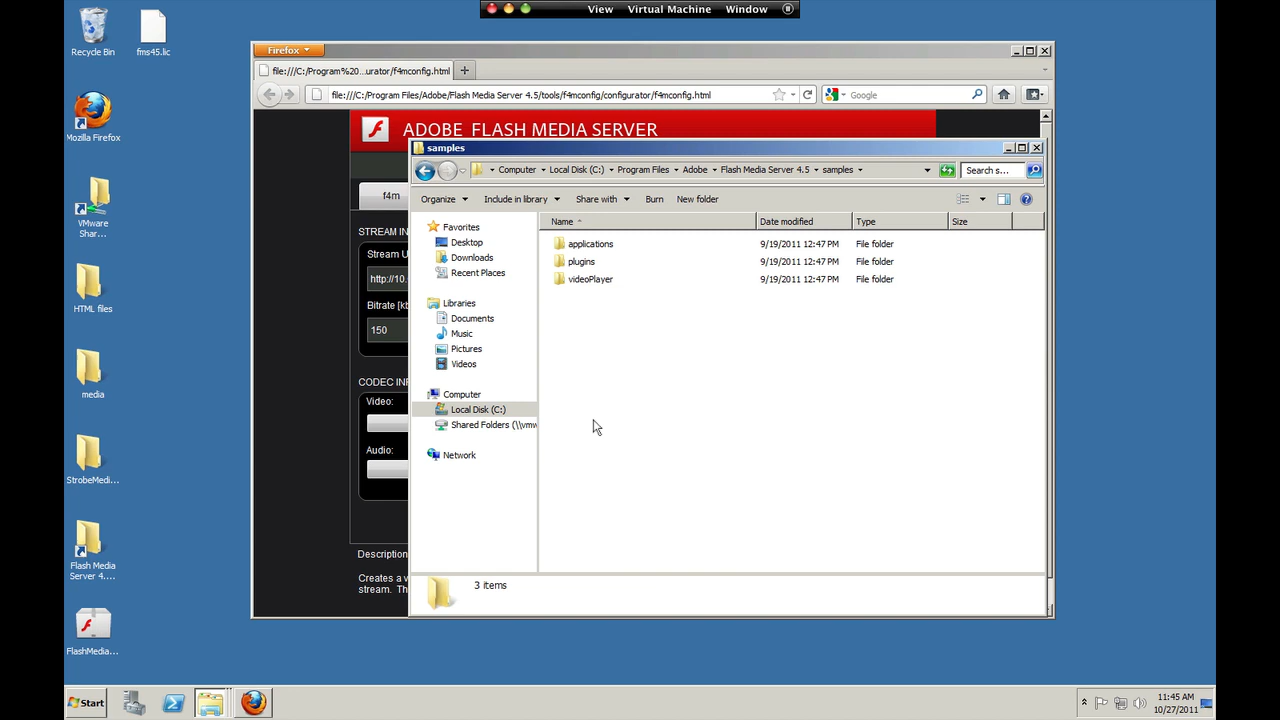 View Virtual Machine Window
Recycle Bin
fms45.lic
Mozilla Firefox
VMware
Shar...
HTML files
media
StrobeMedi...
Flash Media
Server 4....
FlashMedia...
Firefox
file:///C:/Program%20...urator/f4mconfig.html
file:///C:/Program Files/Adobe/Flash Media Server 4.5/tools/f4mconfig/configurator/f4mconfig.html
Google
ADOBE FLASH MEDIA SERVER
f4m
STREAM IN
Stream U
http://10.
Bitrate [kb
150
CODEC INF
Video:
Audio:
Description
Creates a v
stream. Th
samples
Computer Local Disk (C:) Program Files Adobe Flash Media Server 4.5 samples
Search s...
Organize Include in library Share with Burn New folder
Name Date modified Type Size
applications 9/19/2011 12:47 PM File folder
plugins 9/19/2011 12:47 PM File folder
videoPlayer 9/19/2011 12:47 PM File folder
Favorites
Desktop
Downloads
Recent Places
Libraries
Documents
Music
Pictures
Videos
Computer
Local Disk (C:)
Shared Folders (\\vmw
Network
3 items
Start
11:45 AM
10/27/2011